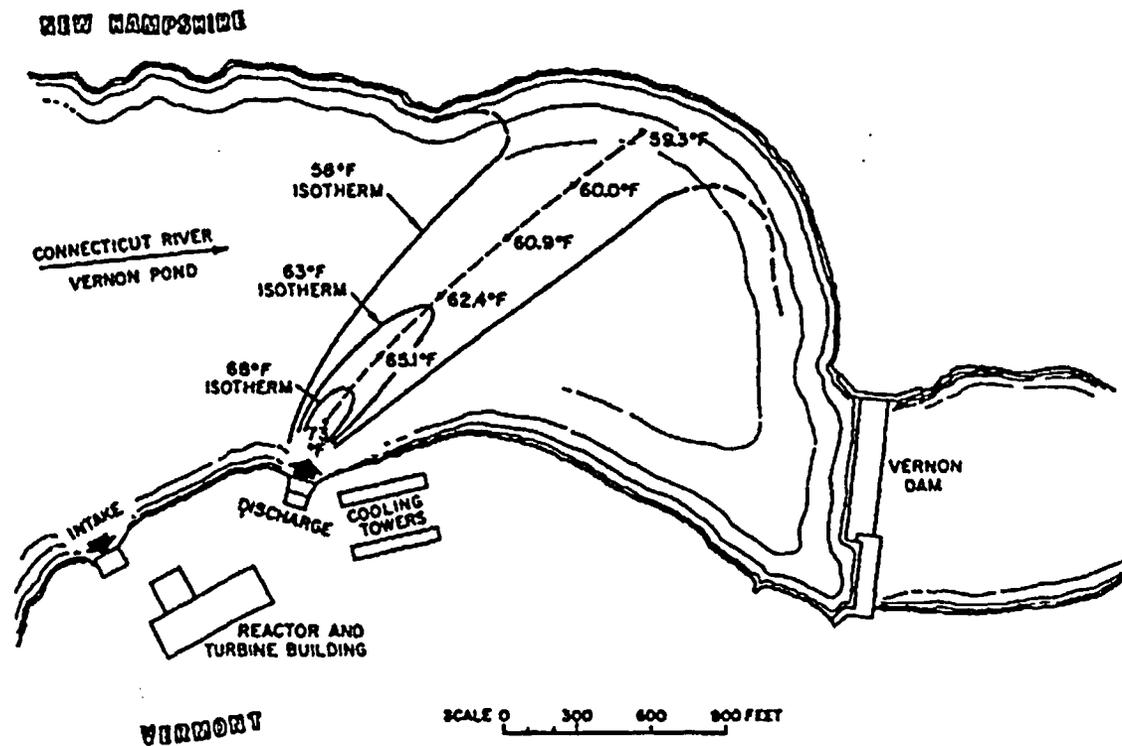 NEW HAMPSHIRE
58°F
ISOTHERM
59.3°F
60.0°F
60.9°F
CONNECTICUT RIVER
VERNON POND
63°F
ISOTHERM
62.4°F
65.1°F
68°F
ISOTHERM
VERNON
DAM
INTAKE
DISCHARGE
COOLING
TOWERS
REACTOR AND
TURBINE BUILDING
VERMONT
SCALE 0 300 600 900 FEET